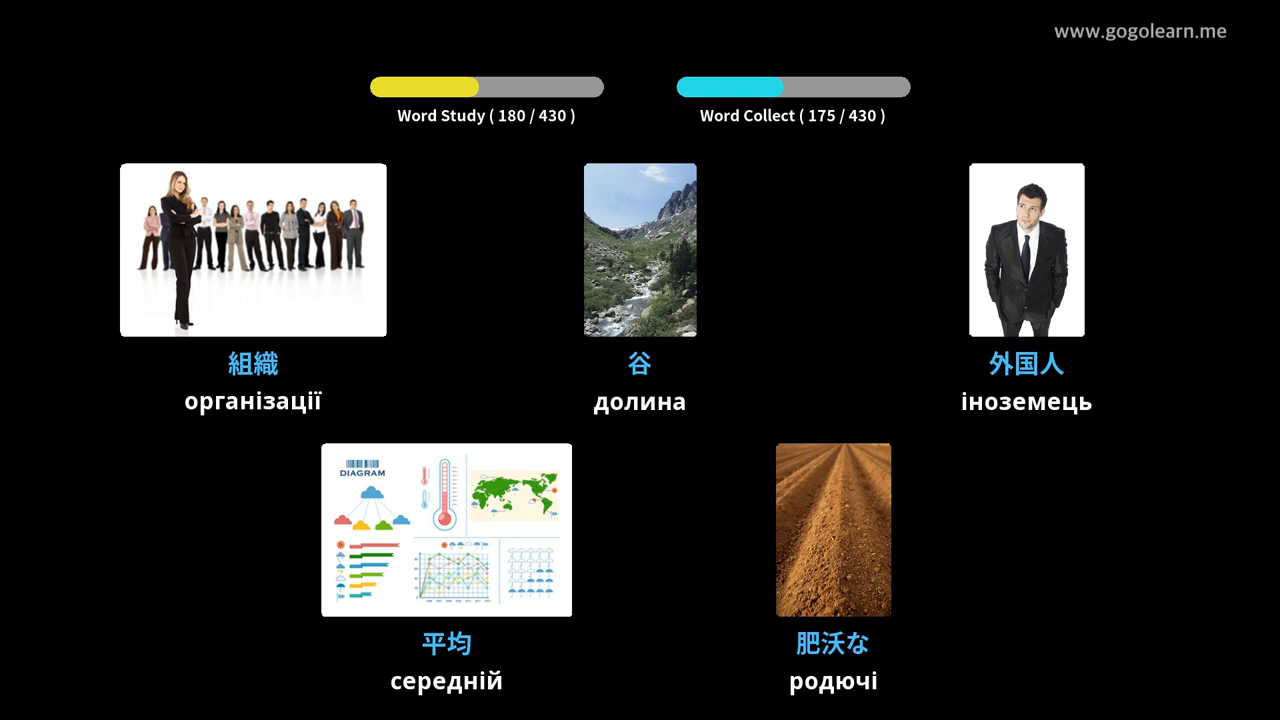 www.gogolearn.me
Word Study ( 180 / 430 )
Word Collect ( 175 / 430 )
組織
谷
外国人
організації
долина
іноземець
DIAGRAM
平均
肥沃な
середній
родючі